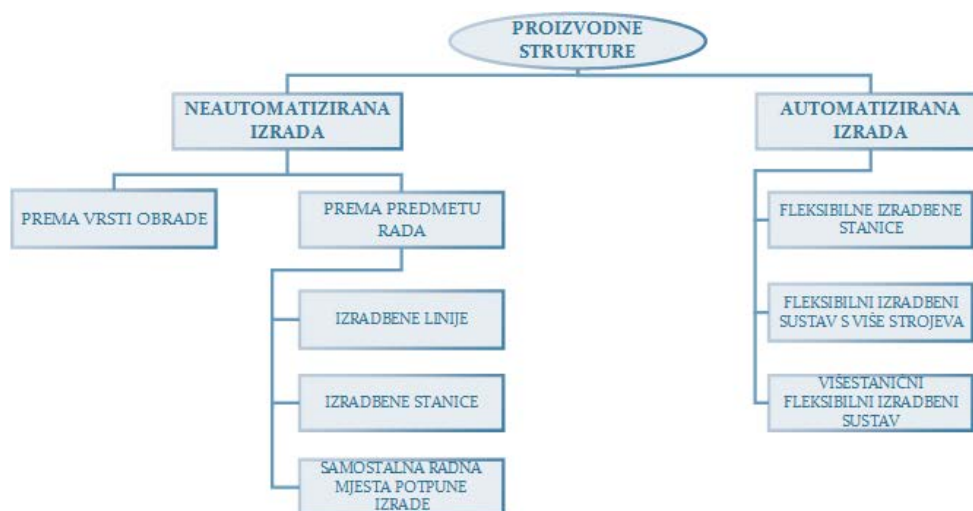 PROIZVODNE
STRUKTURE
NEAUTOMATIZIRANA
IZRADA
AUTOMATIZIRANA
IZRADA
PREMA VRSTI OBRADE
PREMA PREDMETU
RADA
IZRADBENE LINIJE
IZRADBENE STANICE
SAMOSTALNA RADNA
MJESTA POTPUNE
IZRADE
FLEKSIBILNE IZRADBENE
STANICE
FLEKSIBILNI IZRADBENI
SUSTAV S VIŠE STROJEVA
VIŠESTANIČNI
FLEKSIBILNI IZRADBENI
SUSTAV